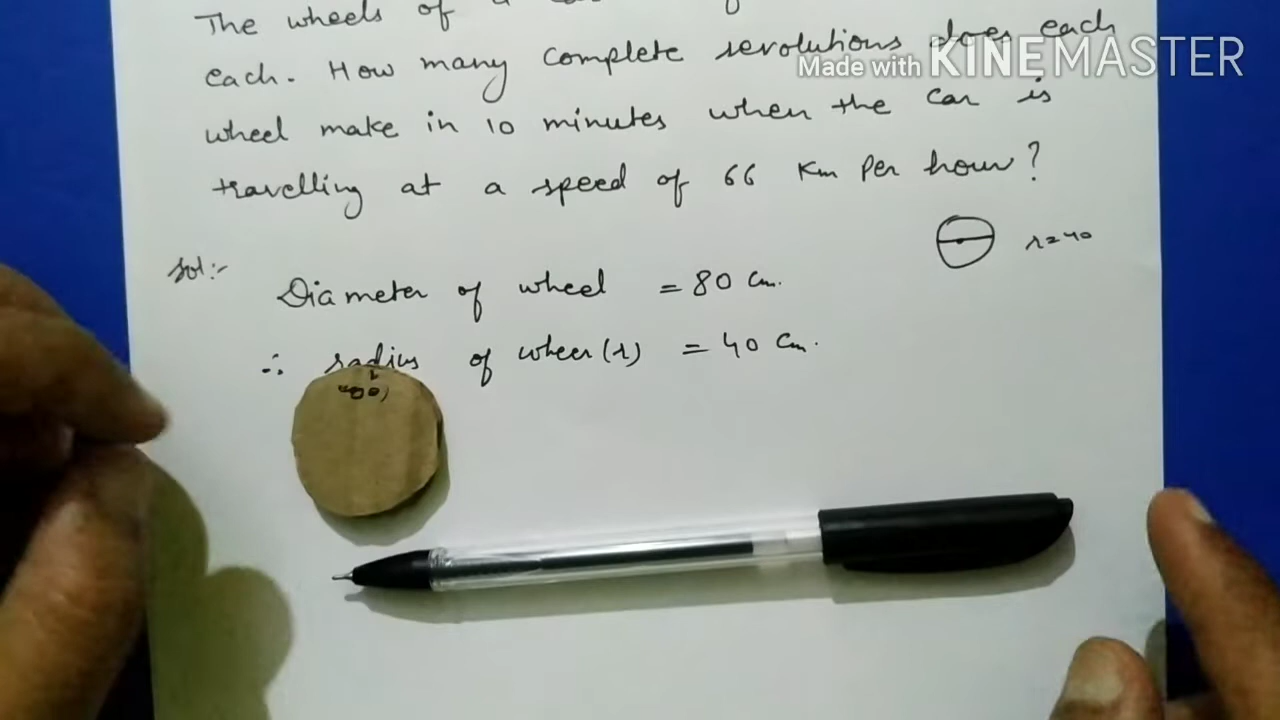 The wheels of a
each. How many complete revolutions does each
Made with KINEMASTER
wheel make in 10 minutes when the car is
travelling at a speed of 66 Km Per hour?
r=40
Sol:-
Diameter of wheel = 80 Cm.
∴ radius of wheel (r) = 40 Cm.